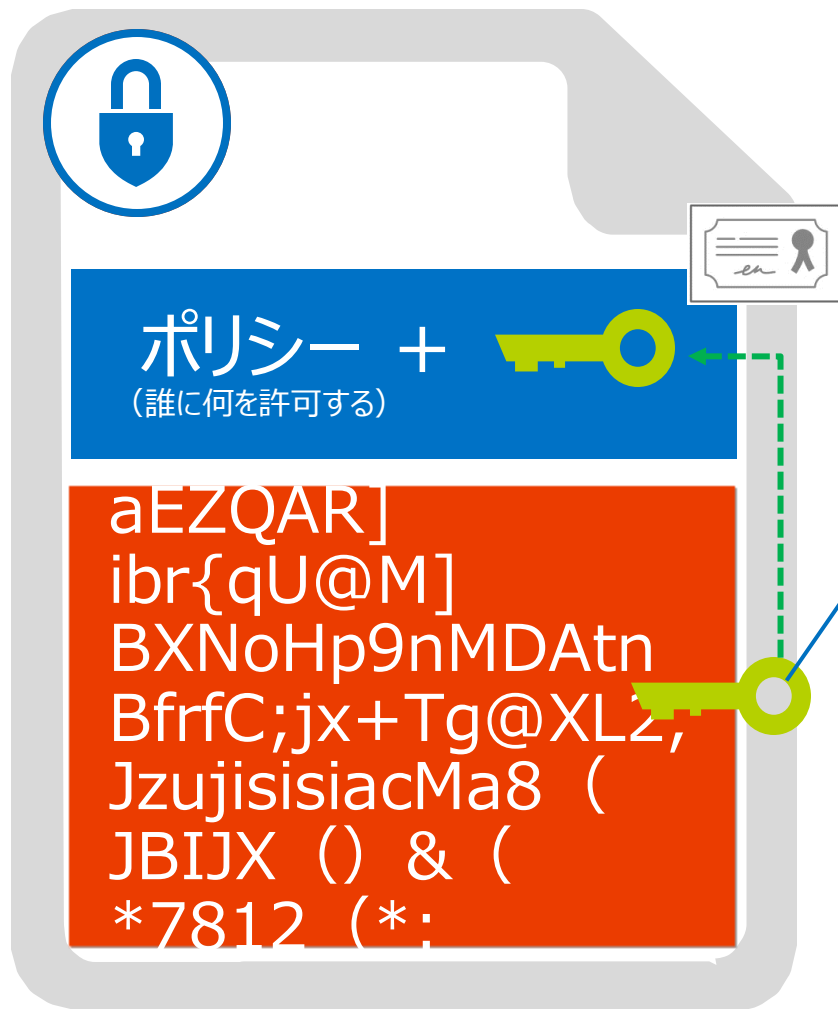 ポリシー +
（誰に何を許可する）
aEZQAR]
ibr{qU@M]
BXNoHp9nMDAtn
BfrfC;jx+Tg@XL2,
JzujisisiacMa8（
JBIJX（）&（
*7812（*: